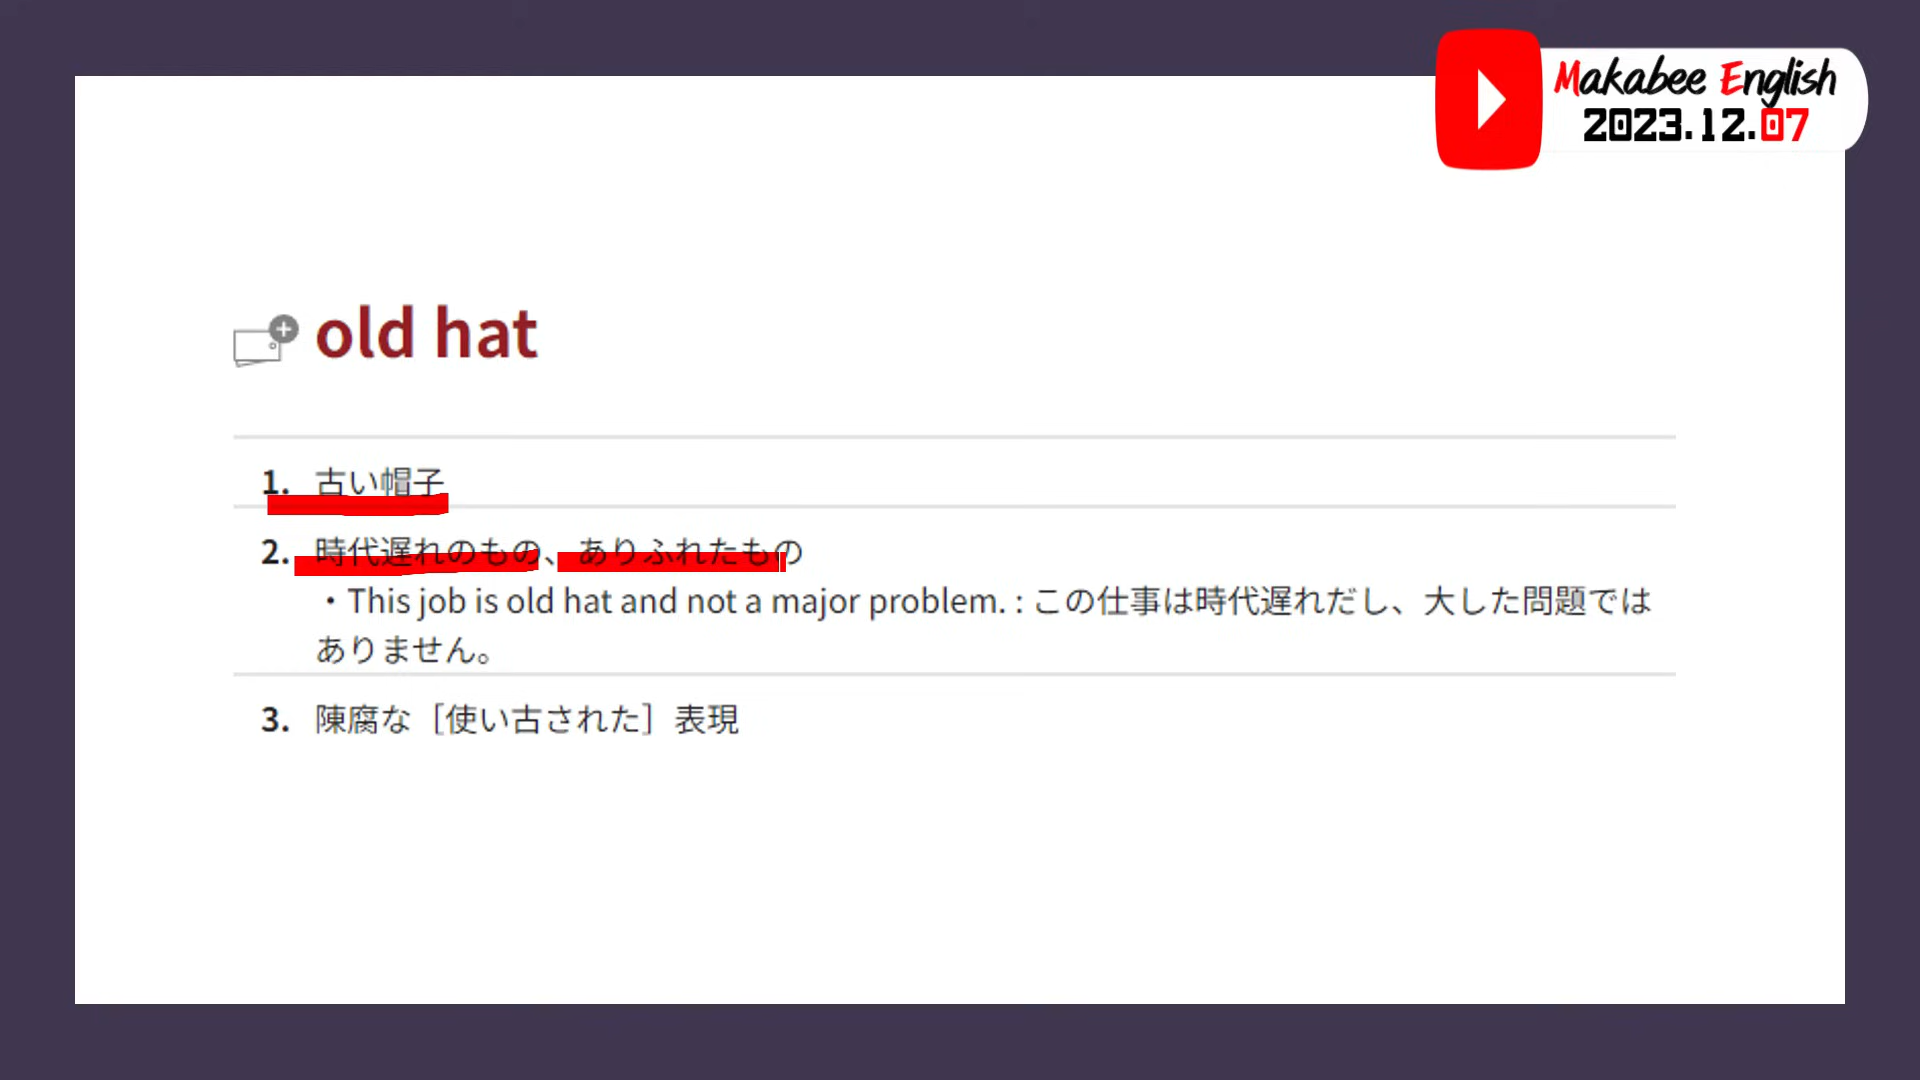 Makabee English
2023.12.07
old hat
1. 古い帽子
2. 時代遅れのもの、ありふれたもの
・This job is old hat and not a major problem. : この仕事は時代遅れだし、大した問題では
ありません。
3. 陳腐な［使い古された］表現